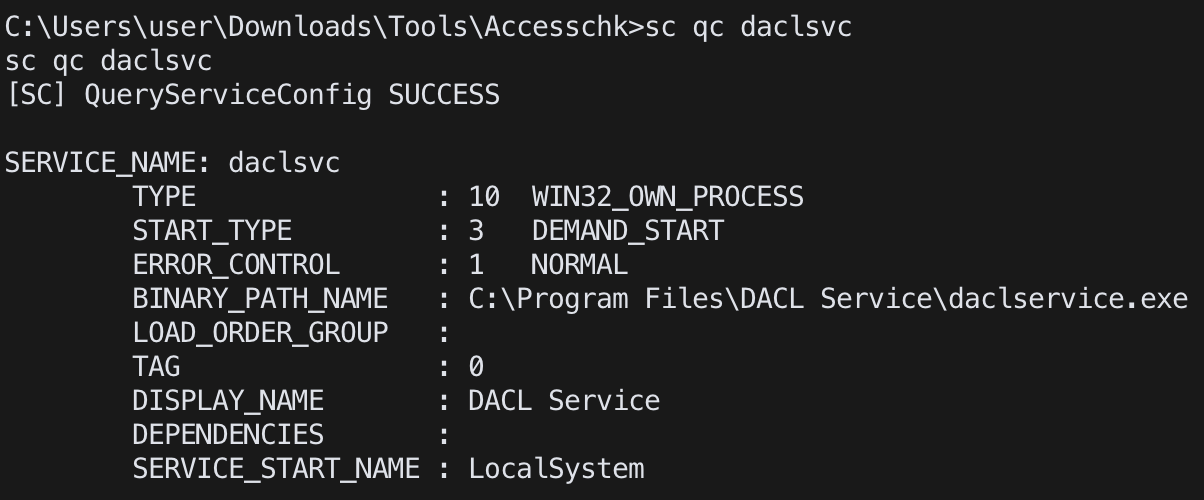 C:\Users\user\Downloads\Tools\Accesschk>sc qc daclsvc
sc qc daclsvc
[SC] QueryServiceConfig SUCCESS

SERVICE_NAME: daclsvc
        TYPE               : 10  WIN32_OWN_PROCESS
        START_TYPE         : 3   DEMAND_START
        ERROR_CONTROL      : 1   NORMAL
        BINARY_PATH_NAME   : C:\Program Files\DACL Service\daclservice.exe
        LOAD_ORDER_GROUP   :
        TAG                : 0
        DISPLAY_NAME       : DACL Service
        DEPENDENCIES       :
        SERVICE_START_NAME : LocalSystem